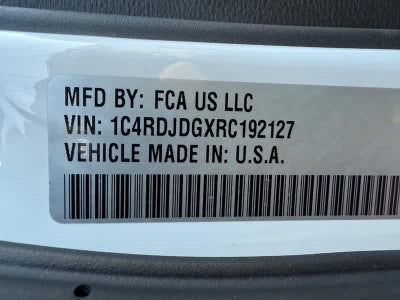 MFD BY: FCA US LLC
VIN: 1C4RDJDGXRC192127
VEHICLE MADE IN: U.S.A.